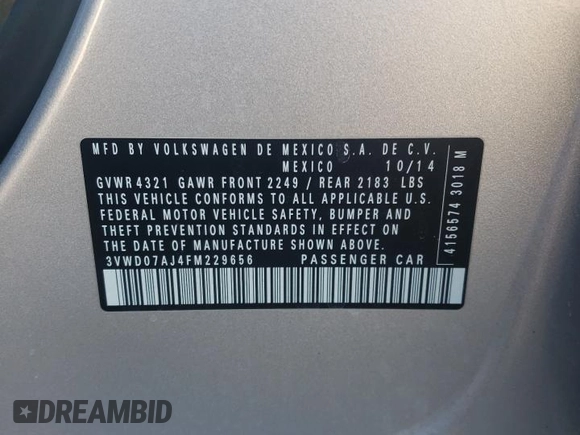 MFD BY VOLKSWAGEN DE MEXICO S.A. DE C.V.
MEXICO 10/14
GVWR 4321 GAWR FRONT 2249 / REAR 2183 LBS
THIS VEHICLE CONFORMS TO ALL APPLICABLE U.S.
FEDERAL MOTOR VEHICLE SAFETY, BUMPER AND
THEFT PREVENTION STANDARDS IN EFFECT ON
THE DATE OF MANUFACTURE SHOWN ABOVE.
3VWD07AJ4FM229656 PASSENGER CAR
4156574 3018 M
DREAMBID